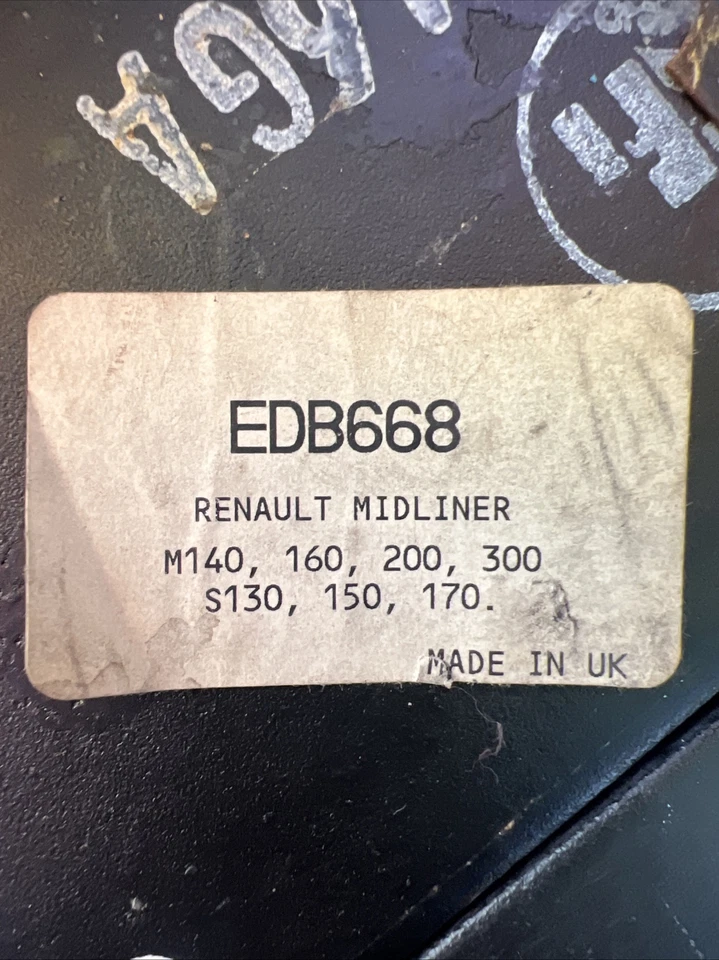 EDB668
RENAULT MIDLINER
M140, 160, 200, 300
S130, 150, 170.
MADE IN UK